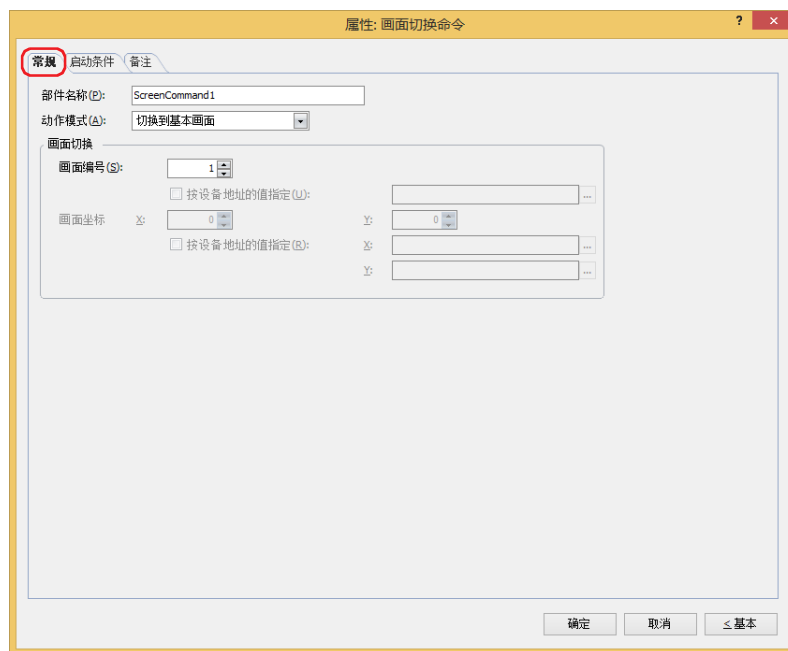 属性: 画面切换命令
? ×
常规 启动条件 备注
部件名称(P): ScreenCommand1
动作模式(A): 切换到基本画面
画面切换
画面编号(S): 1
按设备地址的值指定(U): ...
画面坐标 X: 0 Y: 0
按设备地址的值指定(R): X: ...
Y: ...
确定 取消 ≤基本